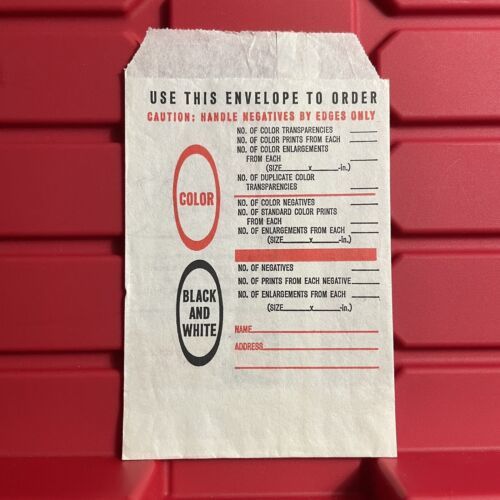 USE THIS ENVELOPE TO ORDER
CAUTION: HANDLE NEGATIVES BY EDGES ONLY
COLOR
NO. OF COLOR TRANSPARENCIES
NO. OF COLOR PRINTS FROM EACH
NO. OF COLOR ENLARGEMENTS
FROM EACH
(SIZE______x______-in.)
NO. OF DUPLICATE COLOR
TRANSPARENCIES
NO. OF COLOR NEGATIVES
NO. OF STANDARD COLOR PRINTS
FROM EACH
NO. OF ENLARGEMENTS FROM EACH
(SIZE______x______-in.)
BLACK
AND
WHITE
NO. OF NEGATIVES
NO. OF PRINTS FROM EACH NEGATIVE
NO. OF ENLARGEMENTS FROM EACH
(SIZE______x______-in.)
NAME
ADDRESS